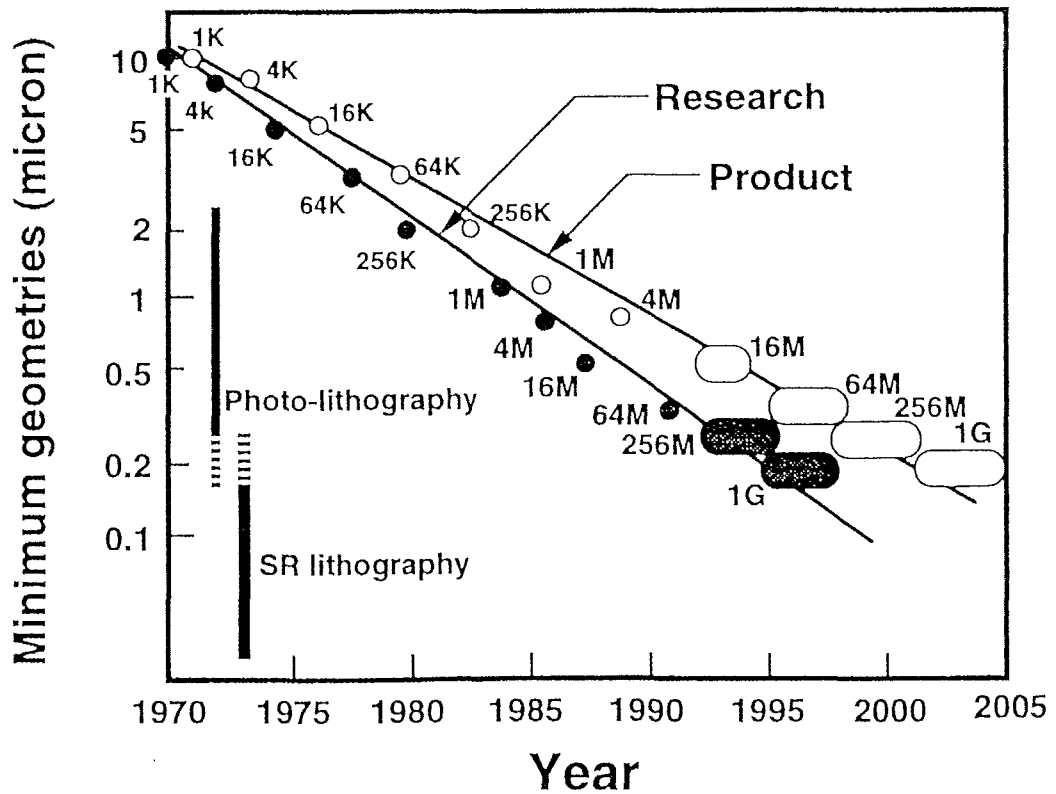 Minimum geometries (micron)
10
5
2
1
0.5
0.2
0.1
1K
4K
16K
64K
256K
1M
4M
16M
64M
256M
1G
1K
4k
16K
64K
256K
1M
4M
16M
64M
256M
1G
Research
Product
Photo-lithography
SR lithography
1970
1975
1980
1985
1990
1995
2000
2005
Year